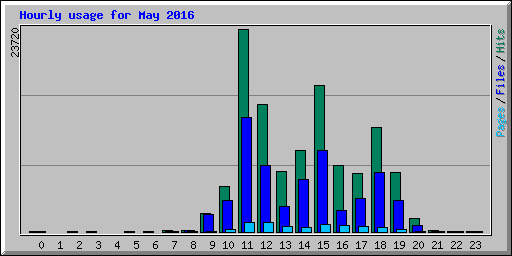 Hourly usage for May 2016
23720
Pages/Files/Hits
0 1 2 3 4 5 6 7 8 9 10 11 12 13 14 15 16 17 18 19 20 21 22 23